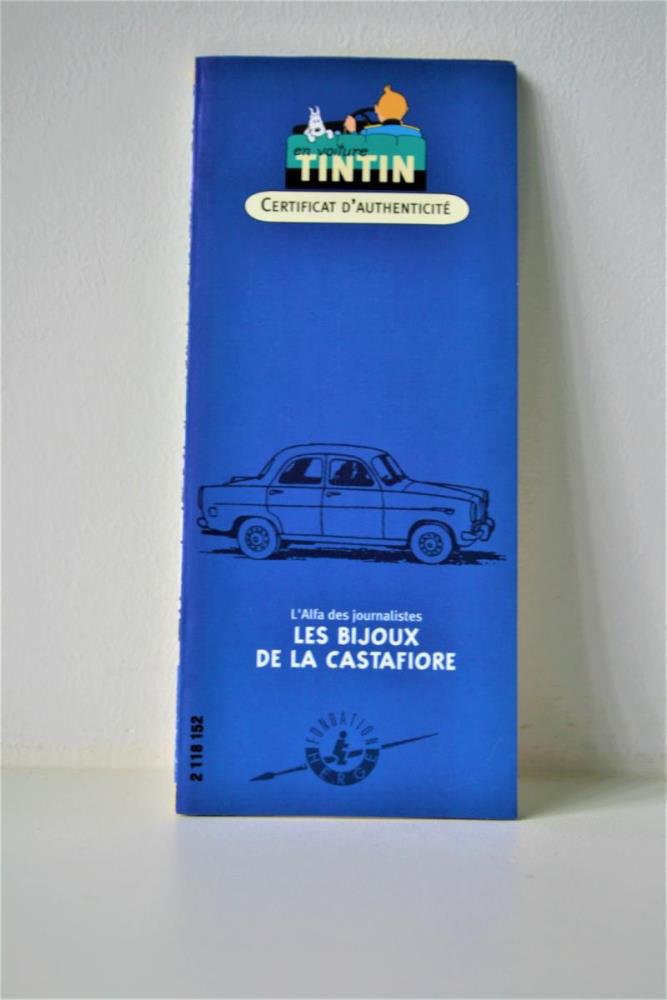 en voiture
TINTIN
CERTIFICAT D'AUTHENTICITÉ
L'Alfa des journalistes
LES BIJOUX
DE LA CASTAFIORE
FONDATION
HERGÉ
2 118 152